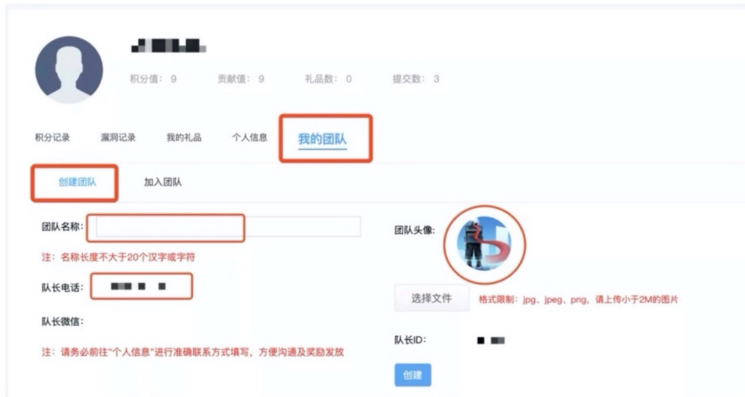 积分值: 9 贡献值: 9 礼品数: 0 提交数: 3
积分记录 漏洞记录 我的礼品 个人信息 我的团队
创建团队 加入团队
团队名称:
注: 名称长度不大于20个汉字或字符
队长电话:
队长微信:
注: 请务必前往"个人信息"进行准确联系方式填写, 方便沟通及奖励发放
团队头像:
选择文件 格式限制: jpg、jpeg、png, 请上传小于2M的图片
队长ID:
创建